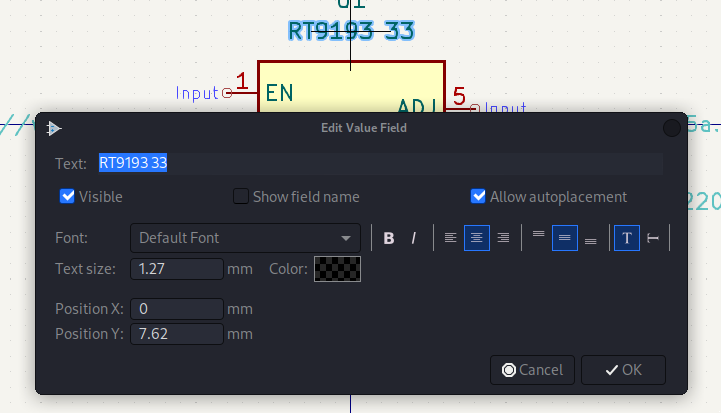 U1
RT9193 33
1
Input
EN
ADJ
5
Input
Edit Value Field
Text: RT9193 33
Visible
Show field name
Allow autoplacement
Font: Default Font
B I T
Text size: 1.27 mm Color:
Position X: 0 mm
Position Y: 7.62 mm
220
Cancel OK